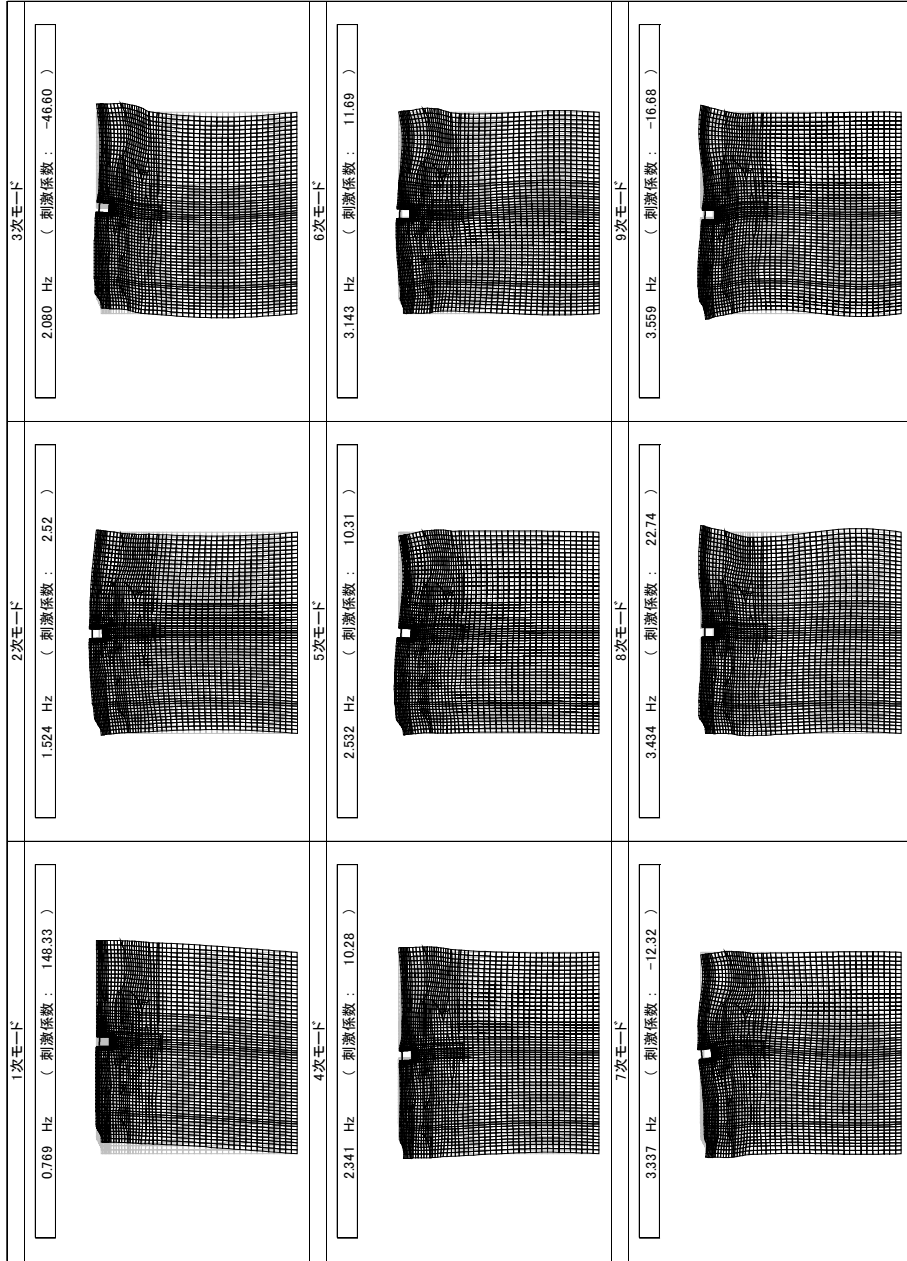 1次モード
0.769 Hz ( 刺激係数 : 148.33 )
2次モード
1.524 Hz ( 刺激係数 : 2.52 )
3次モード
2.080 Hz ( 刺激係数 : -46.60 )
4次モード
2.341 Hz ( 刺激係数 : 10.28 )
5次モード
2.532 Hz ( 刺激係数 : 10.31 )
6次モード
3.143 Hz ( 刺激係数 : 11.69 )
7次モード
3.337 Hz ( 刺激係数 : -12.32 )
8次モード
3.434 Hz ( 刺激係数 : 22.74 )
9次モード
3.559 Hz ( 刺激係数 : -16.68 )